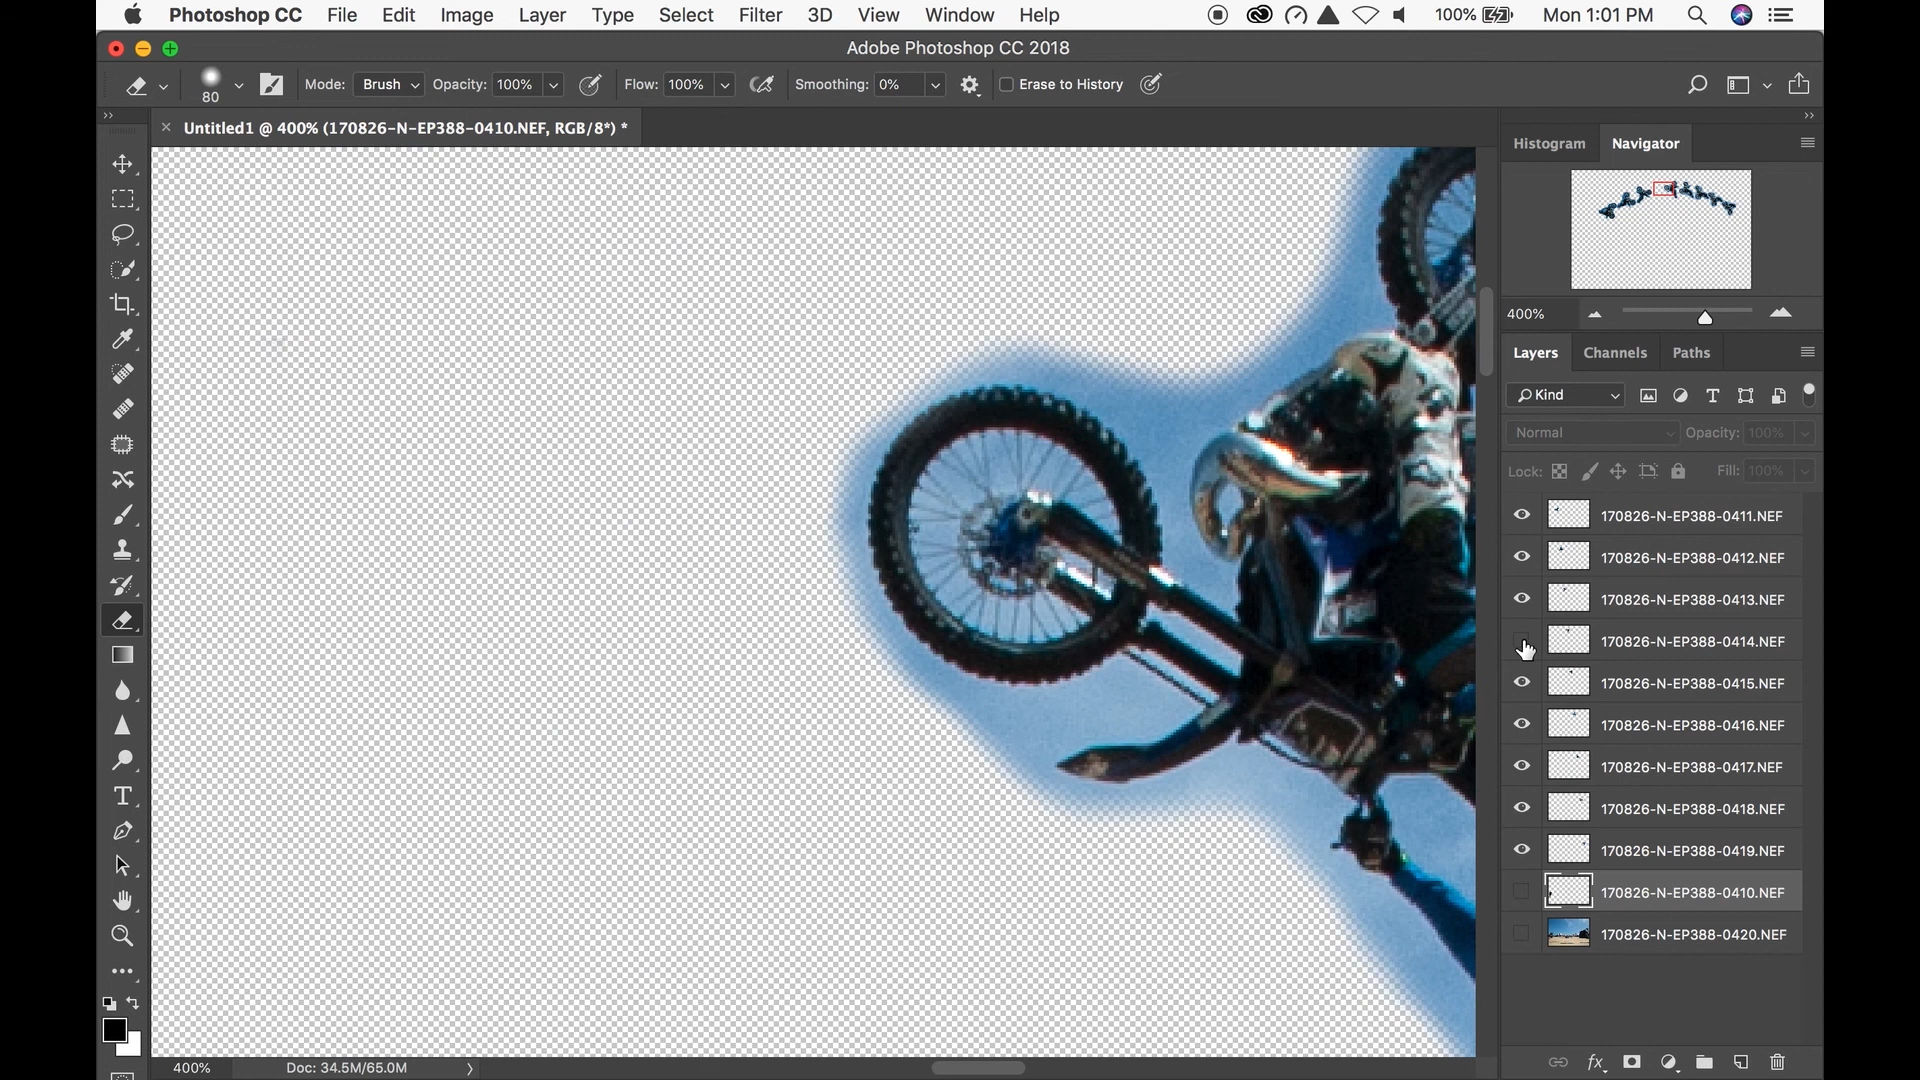 Photoshop CC File Edit Image Layer Type Select Filter 3D View Window Help 100% Mon 1:01 PM
Adobe Photoshop CC 2018
80 Mode: Brush Opacity: 100% Flow: 100% Smoothing: 0% Erase to History
Untitled1 @ 400% (170826-N-EP388-0410.NEF, RGB/8*) *
Histogram Navigator
400%
Layers Channels Paths
Kind
Normal Opacity: 100%
Lock: Fill: 100%
170826-N-EP388-0411.NEF
170826-N-EP388-0412.NEF
170826-N-EP388-0413.NEF
170826-N-EP388-0414.NEF
170826-N-EP388-0415.NEF
170826-N-EP388-0416.NEF
170826-N-EP388-0417.NEF
170826-N-EP388-0418.NEF
170826-N-EP388-0419.NEF
170826-N-EP388-0410.NEF
170826-N-EP388-0420.NEF
400% Doc: 34.5M/65.0M